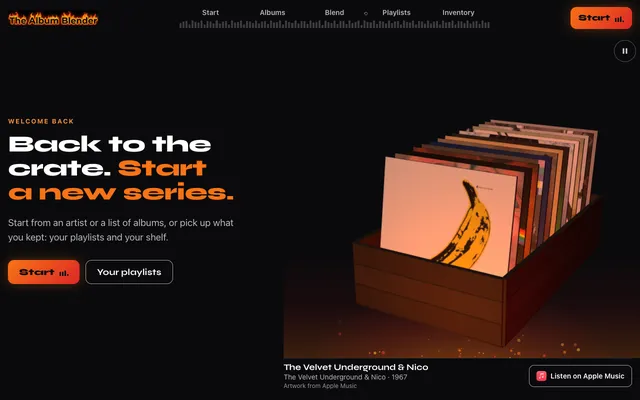 The Album Blender
Start
Albums
Blend
Playlists
Inventory
Start
WELCOME BACK
Back to the
crate. Start
a new series.
Start from an artist or a list of albums, or pick up what
you kept: your playlists and your shelf.
Start
Your playlists
The Velvet Underground & Nico
The Velvet Underground & Nico · 1967
Artwork from Apple Music
Listen on Apple Music